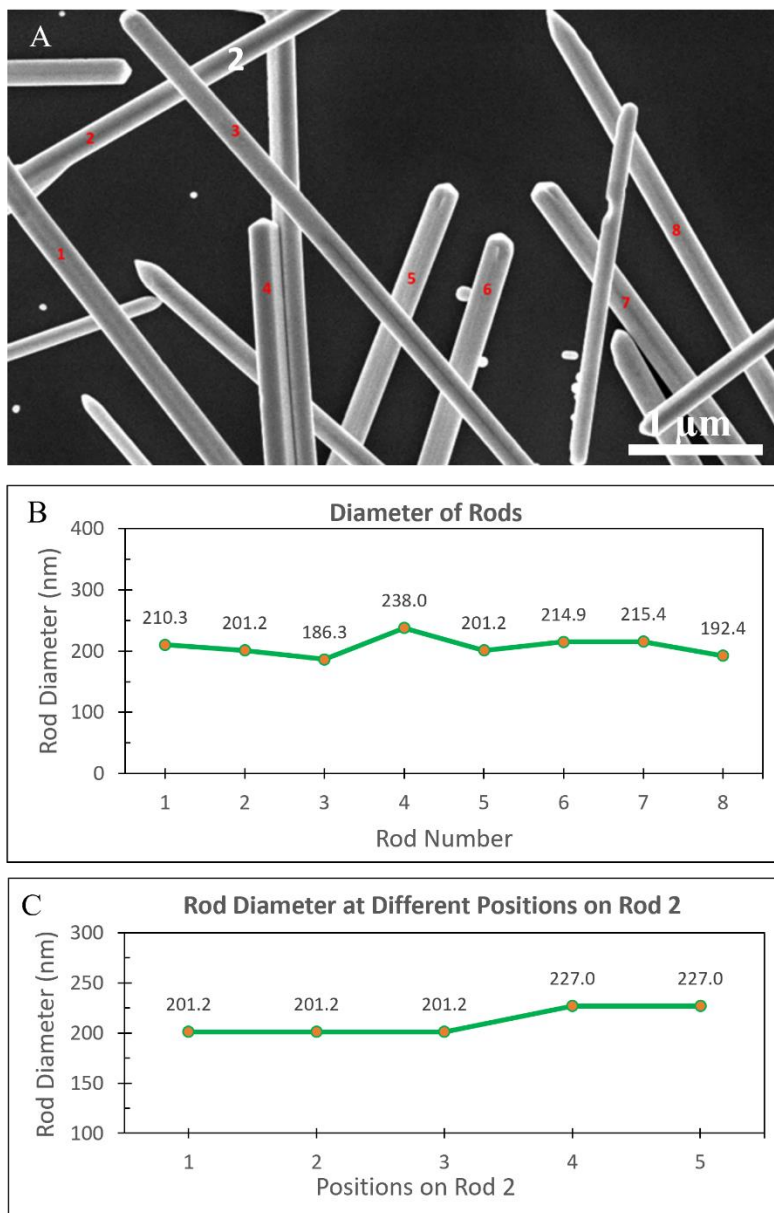 A
2
2
3
1
4
5
6
7
8
1 μm
B
Diameter of Rods
Rod Diameter (nm)
400
300
200
100
0
210.3
201.2
186.3
238.0
201.2
214.9
215.4
192.4
1 2 3 4 5 6 7 8
Rod Number
C
Rod Diameter at Different Positions on Rod 2
Rod Diameter (nm)
300
250
200
150
100
201.2
201.2
201.2
227.0
227.0
1 2 3 4 5
Positions on Rod 2